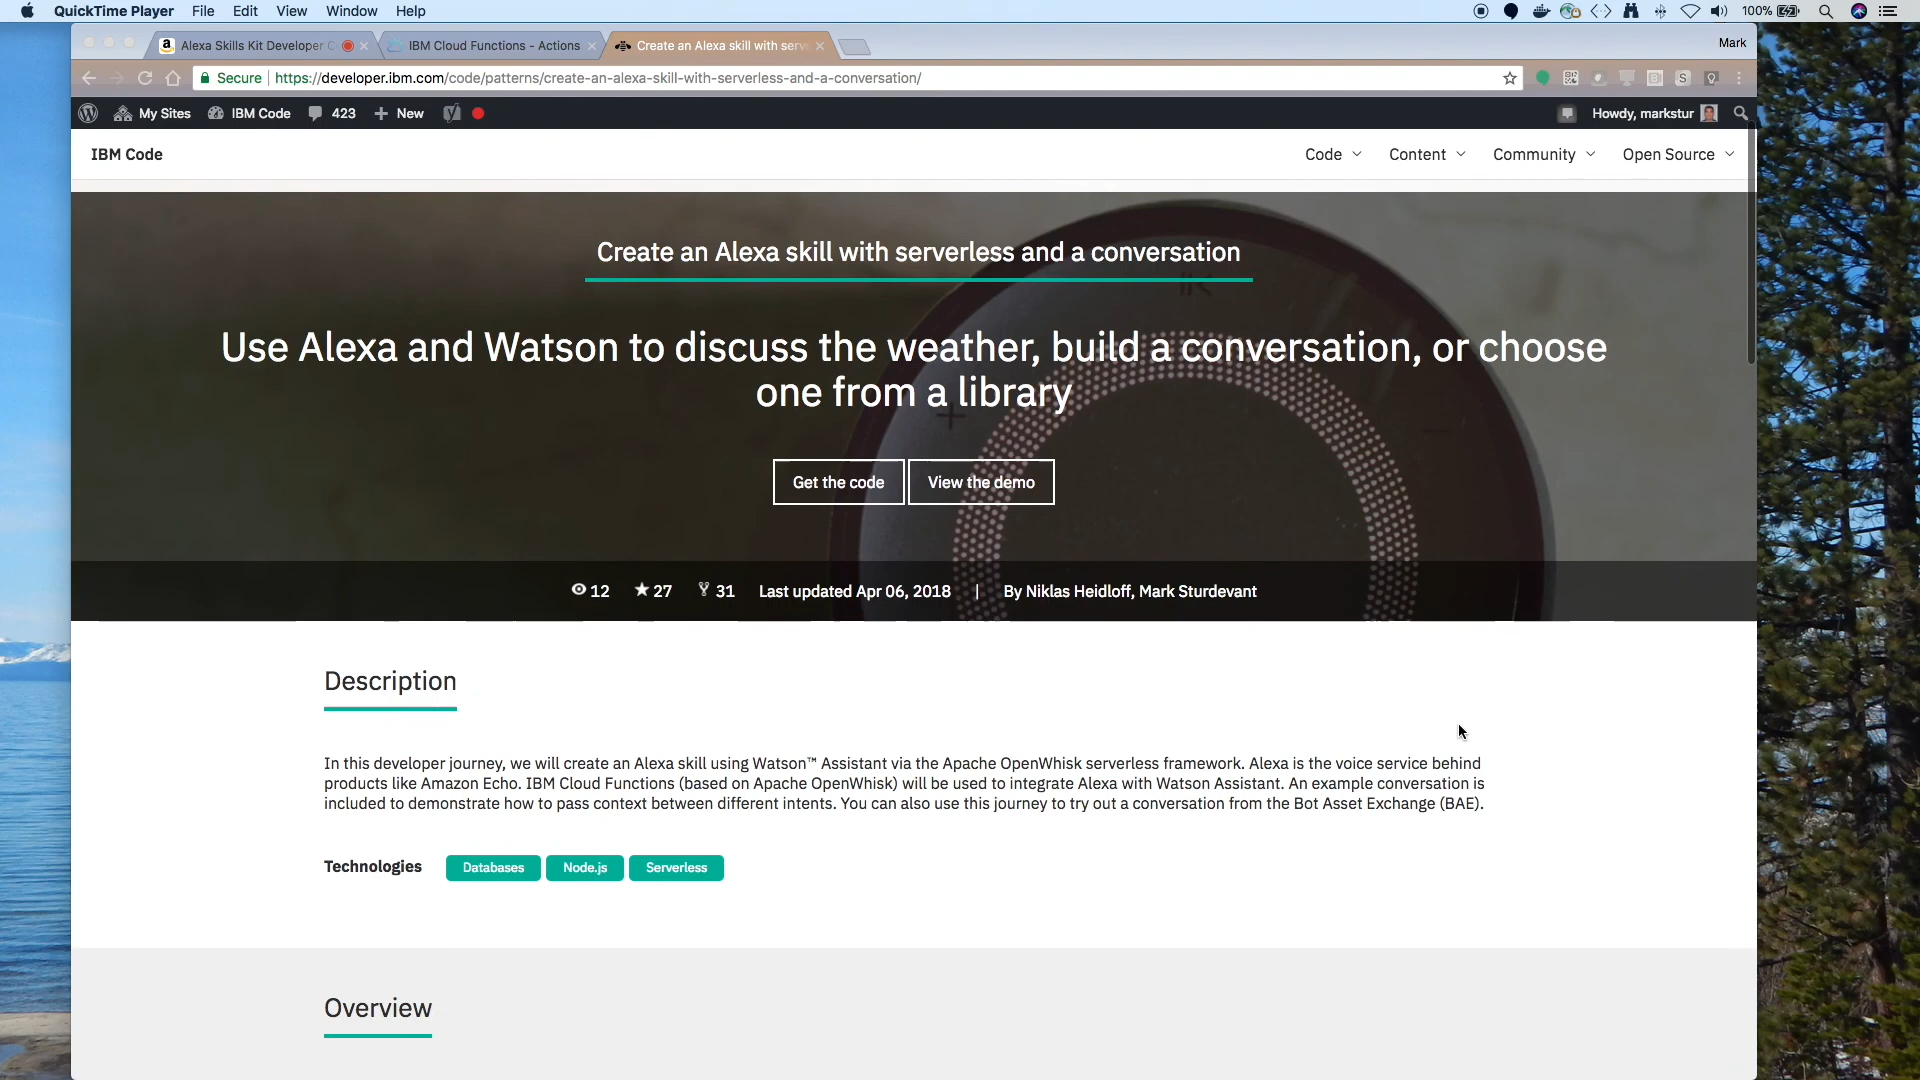 QuickTime Player File Edit View Window Help 100%
Alexa Skills Kit Developer C IBM Cloud Functions - Actions Create an Alexa skill with serv Mark
Secure https://developer.ibm.com/code/patterns/create-an-alexa-skill-with-serverless-and-a-conversation/
My Sites IBM Code 423 New Howdy, markstur
IBM Code Code Content Community Open Source
Create an Alexa skill with serverless and a conversation
Use Alexa and Watson to discuss the weather, build a conversation, or choose
one from a library
Get the code View the demo
12 27 31 Last updated Apr 06, 2018 | By Niklas Heidloff, Mark Sturdevant
Description
In this developer journey, we will create an Alexa skill using Watson™ Assistant via the Apache OpenWhisk serverless framework. Alexa is the voice service behind
products like Amazon Echo. IBM Cloud Functions (based on Apache OpenWhisk) will be used to integrate Alexa with Watson Assistant. An example conversation is
included to demonstrate how to pass context between different intents. You can also use this journey to try out a conversation from the Bot Asset Exchange (BAE).
Technologies Databases Node.js Serverless
Overview